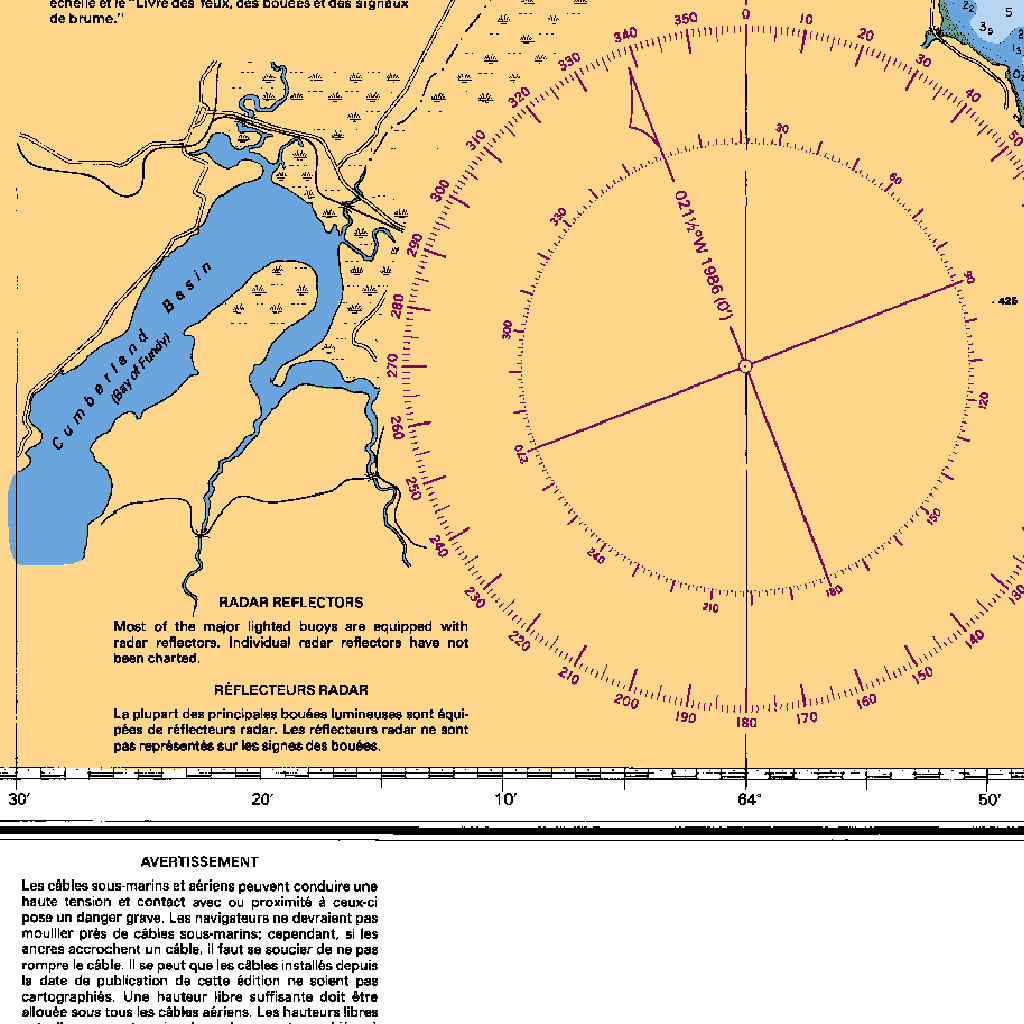 échelle et le "Livre des feux, des bouées et des signaux
de brume."
2₂
5
3₅
0
10
20
30
40
50
350
340
330
320
310
300
290
280
270
260
250
240
230
220
210
200
190
180
170
160
150
140
130
30
60
90
120
150
180
210
240
270
300
330
021½°W 1986 (0')
425
Cumberland Basin
(Bay of Fundy)
RADAR REFLECTORS
Most of the major lighted buoys are equipped with
radar reflectors. Individual radar reflectors have not
been charted.
RÉFLECTEURS RADAR
La plupart des principales bouées lumineuses sont équi-
pées de réflecteurs radar. Les réflecteurs radar ne sont
pas représentés sur les signes des bouées.
30′ 20′ 10′ 64° 50′
AVERTISSEMENT
Les câbles sous-marins et aériens peuvent conduire une
haute tension et contact avec ou proximité à ceux-ci
pose un danger grave. Les navigateurs ne devraient pas
mouiller près de câbles sous-marins; cependant, si les
ancres accrochent un câble, il faut se soucier de ne pas
rompre le câble. Il se peut que les câbles installés depuis
la date de publication de cette édition ne soient pas
cartographiés. Une hauteur libre suffisante doit être
allouée sous tous les câbles aériens. Les hauteurs libres